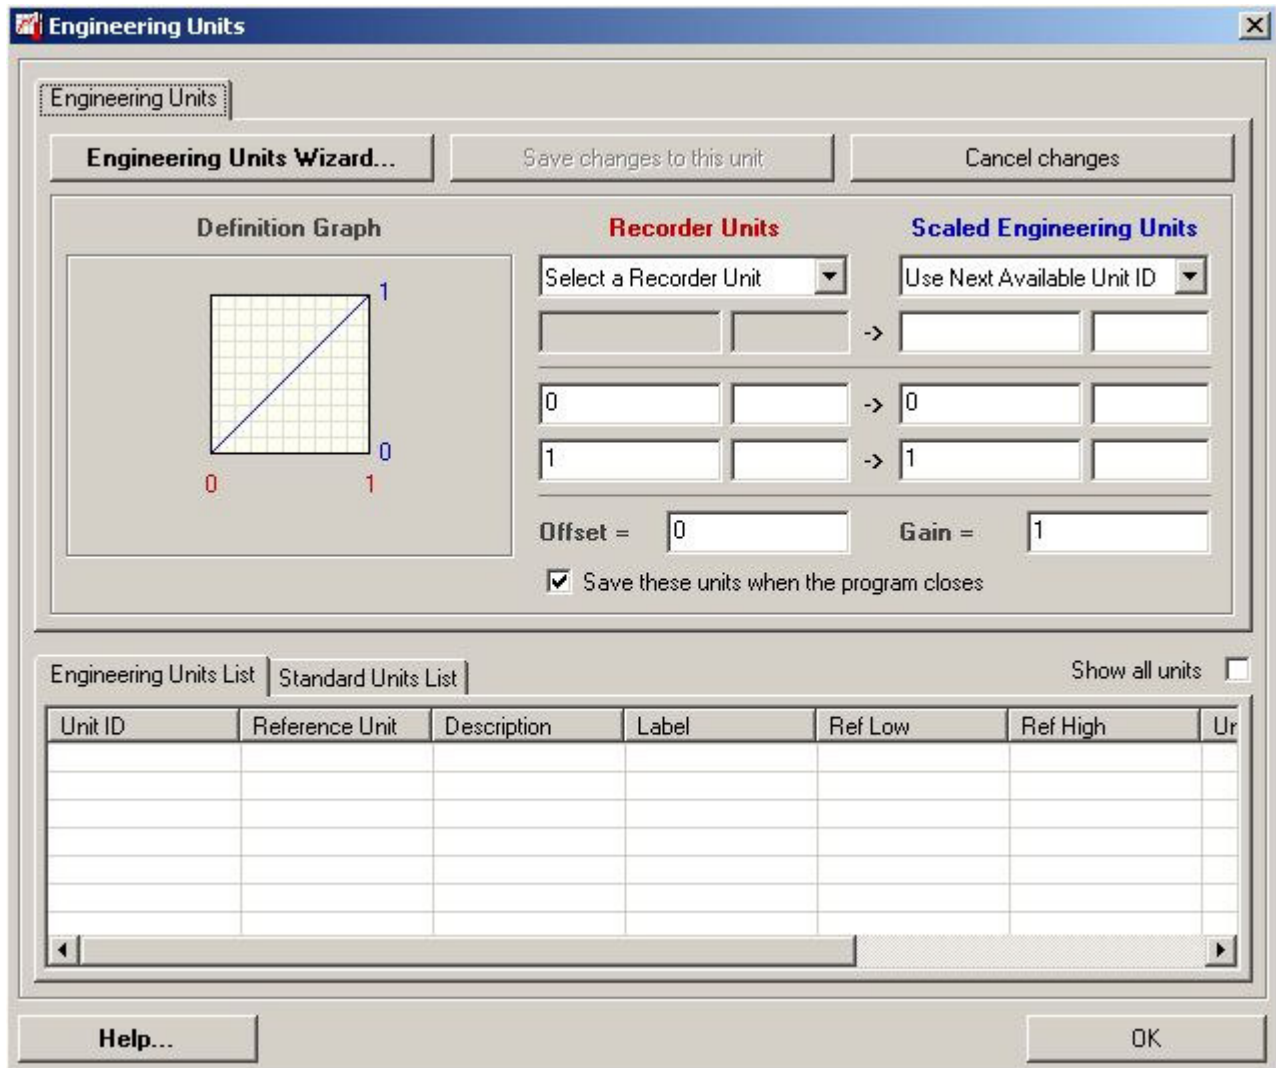 Engineering Units
Engineering Units
Engineering Units Wizard... Save changes to this unit Cancel changes
Definition Graph Recorder Units Scaled Engineering Units
Select a Recorder Unit Use Next Available Unit ID
1
->
0 -> 0
0
1 -> 1
0 1
Offset = 0 Gain = 1
Save these units when the program closes
Engineering Units List Standard Units List Show all units
Unit ID Reference Unit Description Label Ref Low Ref High Ur
Help... OK